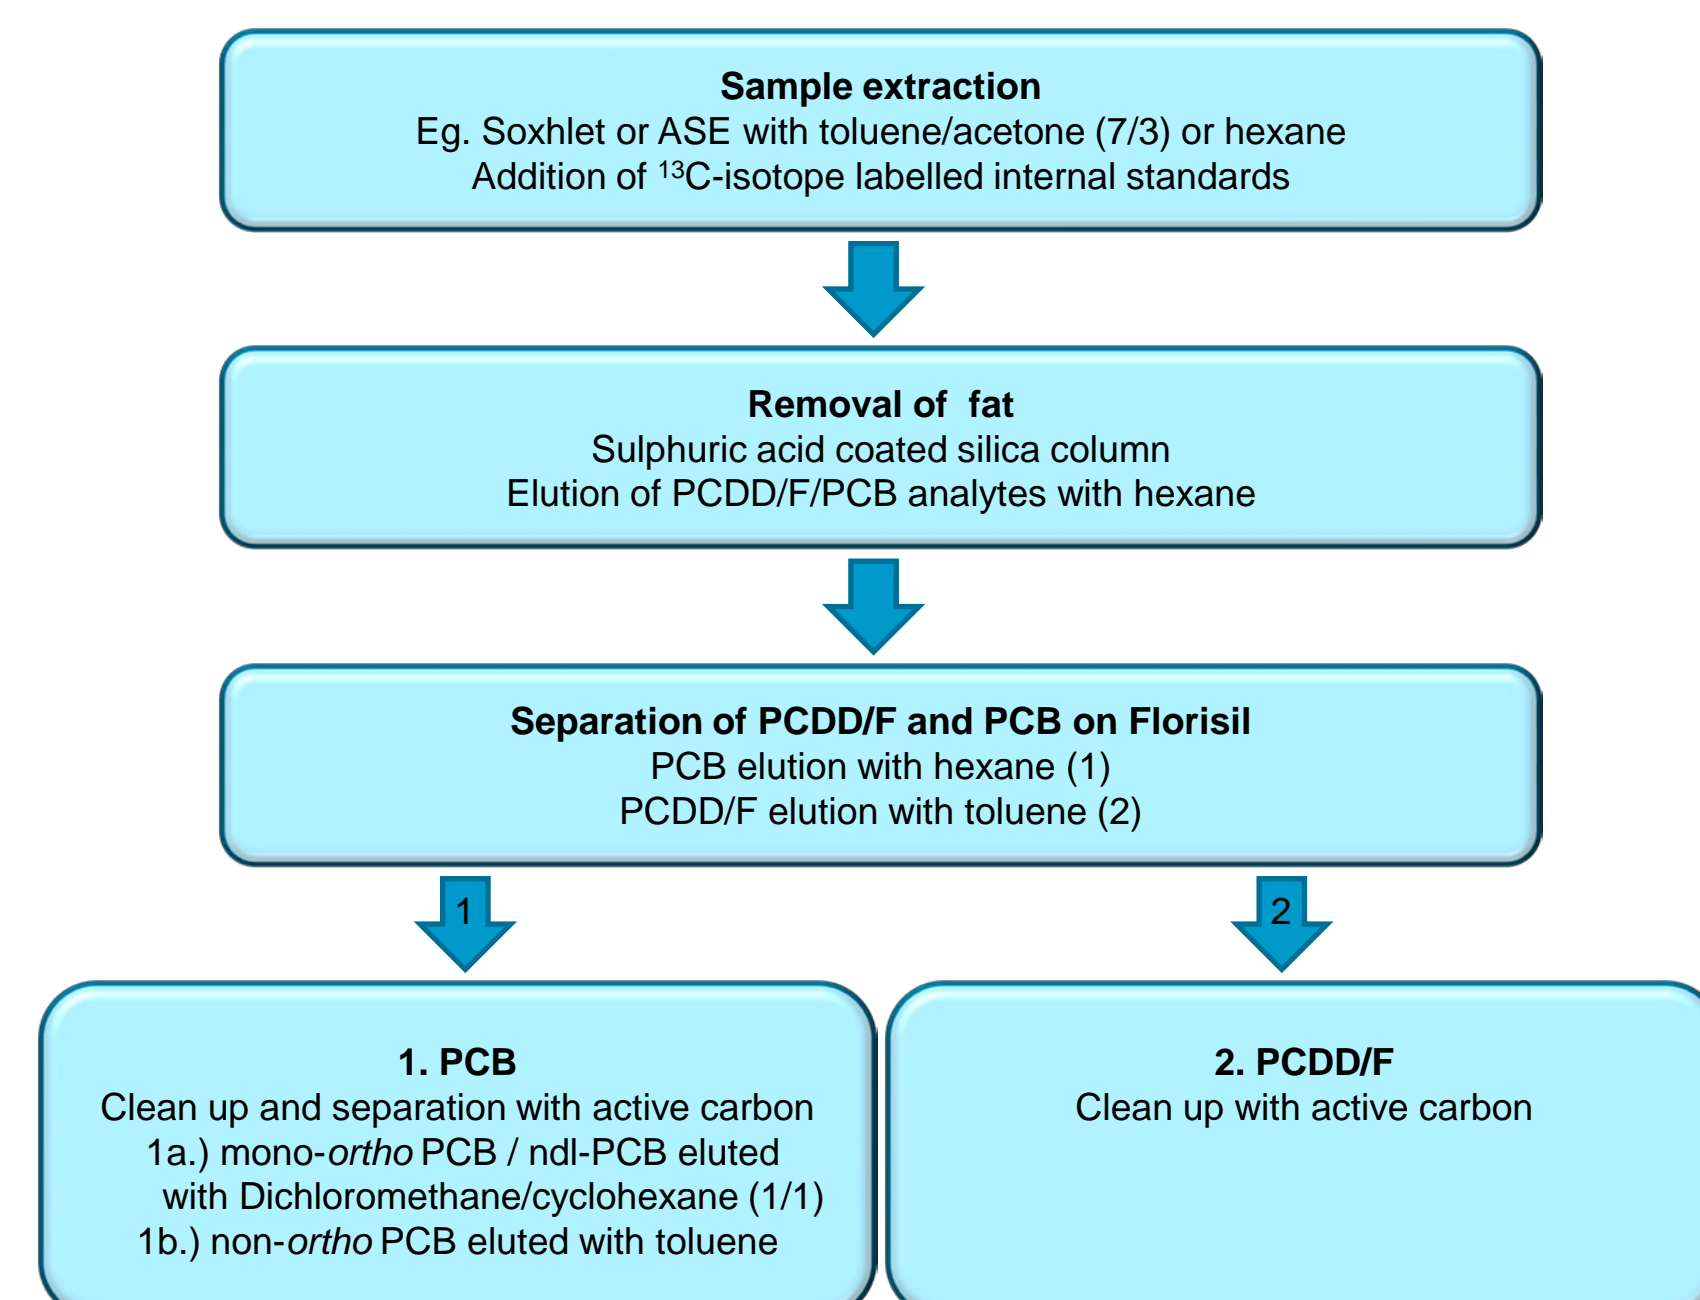 Sample extraction
Eg. Soxhlet or ASE with toluene/acetone (7/3) or hexane
Addition of ¹³C-isotope labelled internal standards
Removal of fat
Sulphuric acid coated silica column
Elution of PCDD/F/PCB analytes with hexane
Separation of PCDD/F and PCB on Florisil
PCB elution with hexane (1)
PCDD/F elution with toluene (2)
1
2
1. PCB
Clean up and separation with active carbon
1a.) mono-ortho PCB / ndl-PCB eluted
with Dichloromethane/cyclohexane (1/1)
1b.) non-ortho PCB eluted with toluene
2. PCDD/F
Clean up with active carbon